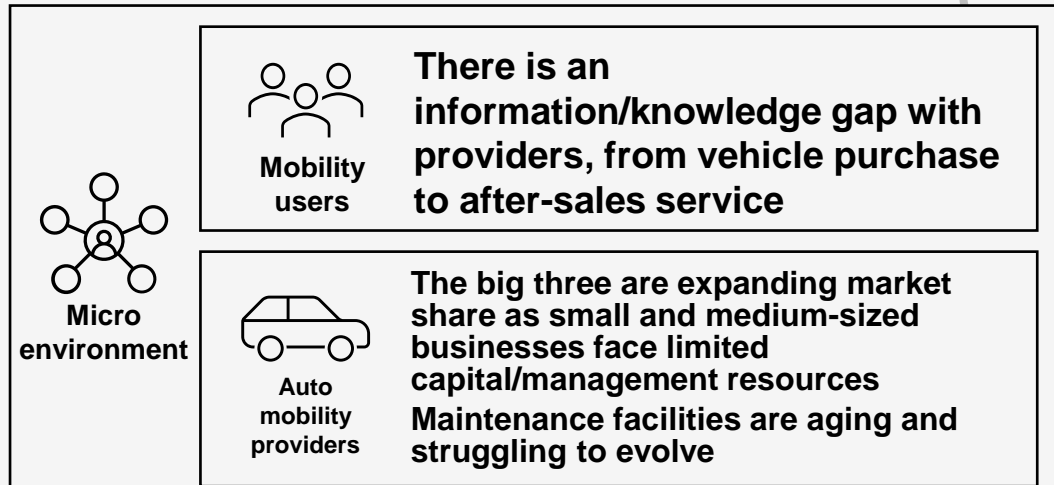 Micro
environment
Mobility
users
There is an
information/knowledge gap with
providers, from vehicle purchase
to after-sales service
Auto
mobility
providers
The big three are expanding market
share as small and medium-sized
businesses face limited
capital/management resources
Maintenance facilities are aging and
struggling to evolve